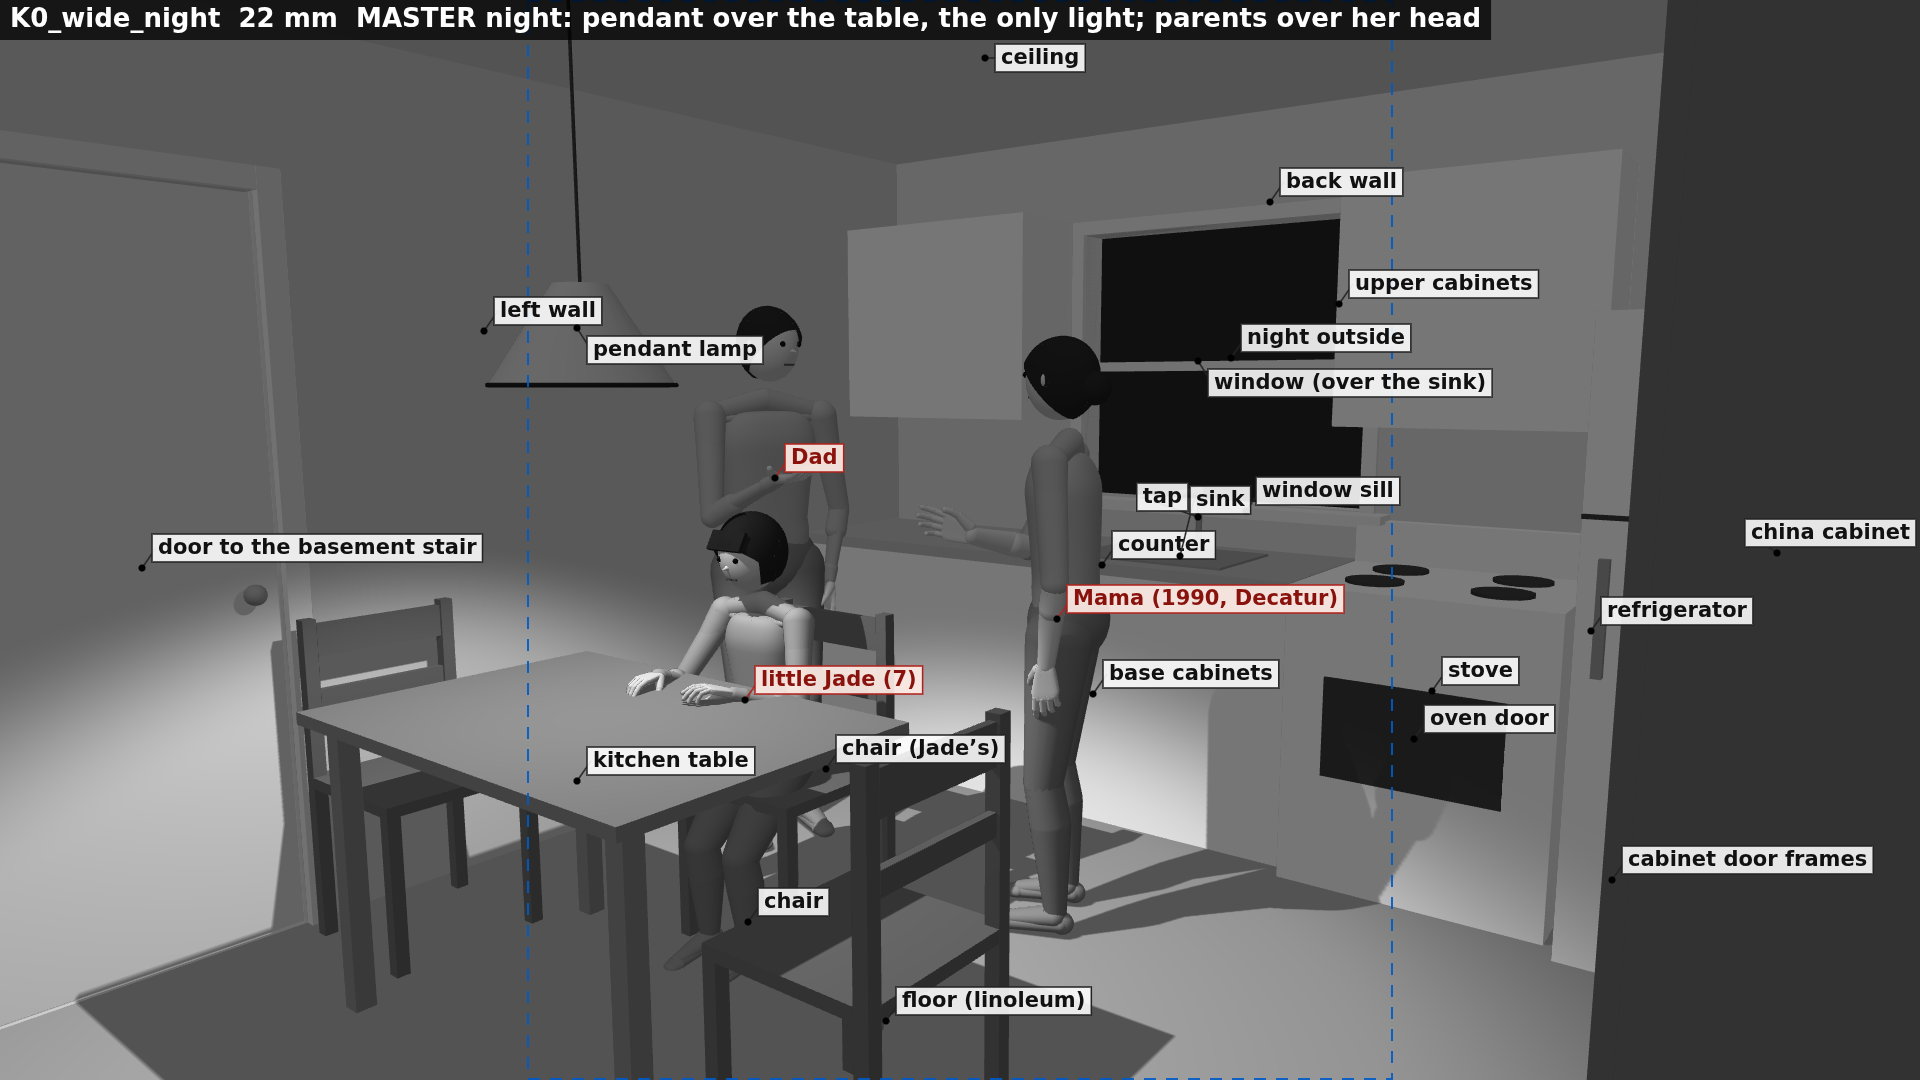 K0_wide_night  22 mm  MASTER night: pendant over the table, the only light; parents over her head
ceiling
back wall
upper cabinets
left wall
night outside
pendant lamp
window (over the sink)
Dad
window sill
tap
sink
china cabinet
counter
door to the basement stair
Mama (1990, Decatur)
refrigerator
stove
base cabinets
little Jade (7)
oven door
chair (Jade’s)
kitchen table
cabinet door frames
chair
floor (linoleum)